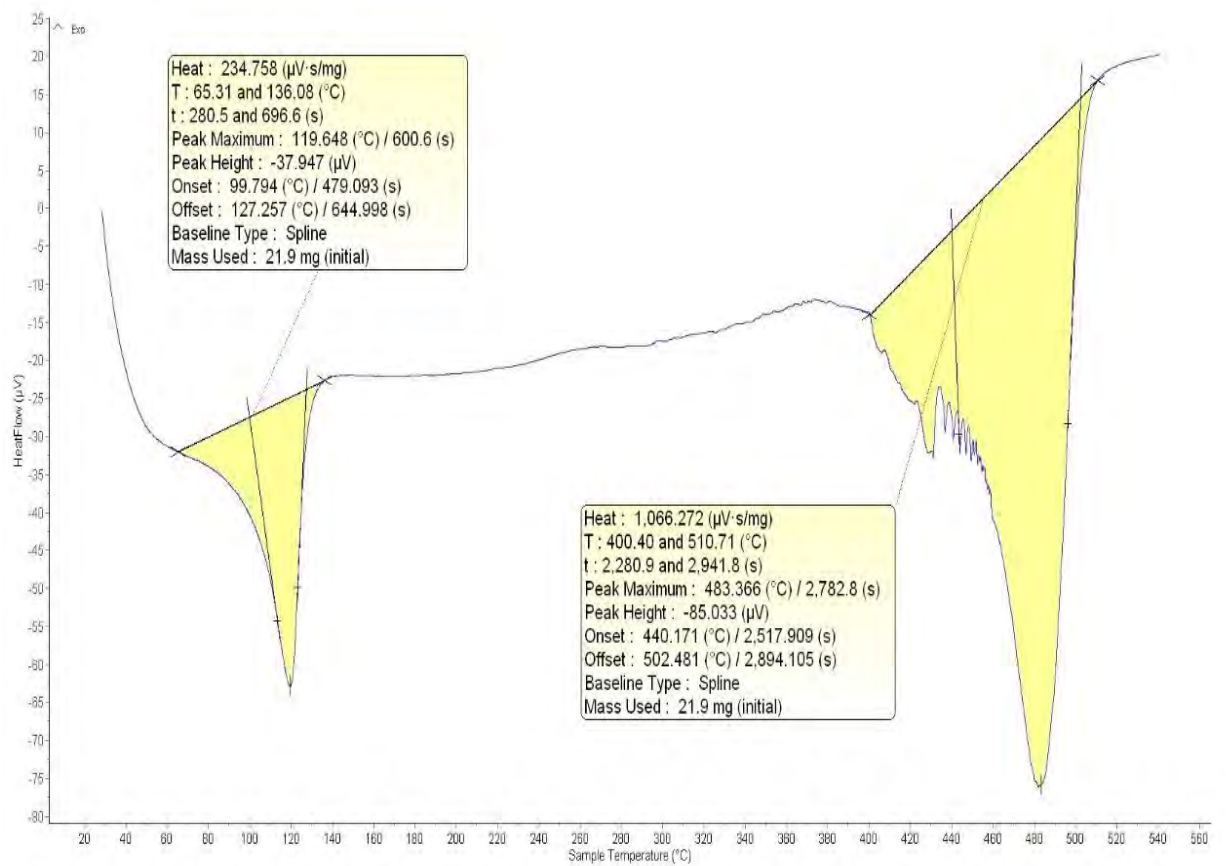 25
Exo
20
15
10
5
0
-5
-10
-15
-20
-25
-30
-35
-40
-45
-50
-55
-60
-65
-70
-75
-80
HeatFlow (µV)
Heat : 234.758 (µV·s/mg)
T : 65.31 and 136.08 (°C)
t : 280.5 and 696.6 (s)
Peak Maximum : 119.648 (°C) / 600.6 (s)
Peak Height : -37.947 (µV)
Onset : 99.794 (°C) / 479.093 (s)
Offset : 127.257 (°C) / 644.998 (s)
Baseline Type : Spline
Mass Used : 21.9 mg (initial)
Heat : 1,066.272 (µV·s/mg)
T : 400.40 and 510.71 (°C)
t : 2,280.9 and 2,941.8 (s)
Peak Maximum : 483.366 (°C) / 2,782.8 (s)
Peak Height : -85.033 (µV)
Onset : 440.171 (°C) / 2,517.909 (s)
Offset : 502.481 (°C) / 2,894.105 (s)
Baseline Type : Spline
Mass Used : 21.9 mg (initial)
20 40 60 80 100 120 140 160 180 200 220 240 260 280 300 320 340 360 380 400 420 440 460 480 500 520 540 560
Sample Temperature (°C)